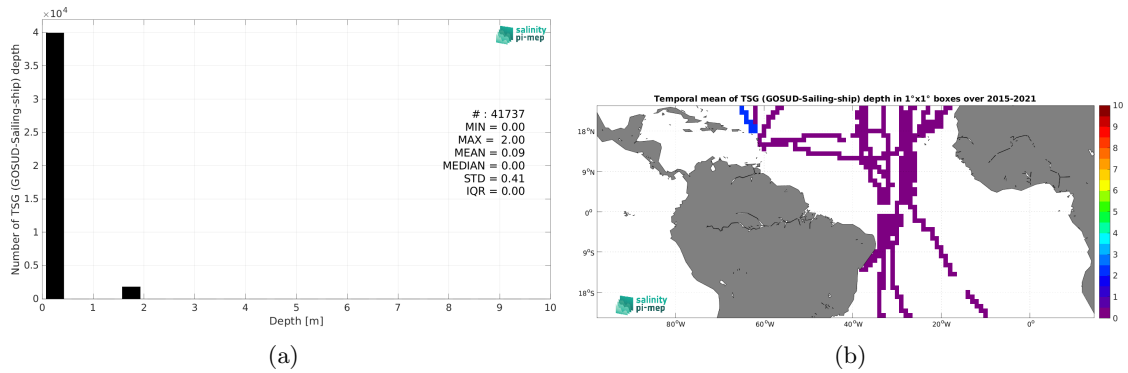 ×10⁴
4
3.5
3
2.5
2
1.5
1
0.5
0
Number of TSG (GOSUD-Sailing-ship) depth
salinity
pi-mep
# : 41737
MIN = 0.00
MAX = 2.00
MEAN = 0.09
MEDIAN = 0.00
STD = 0.41
IQR = 0.00
0 1 2 3 4 5 6 7 8 9 10
Depth [m]
(a)
Temporal mean of TSG (GOSUD-Sailing-ship) depth in 1°x1° boxes over 2015-2021
18°N
9°N
0°
9°S
18°S
salinity
pi-mep
80°W 60°W 40°W 20°W 0°
10
9
8
7
6
5
4
3
2
1
0
(b)